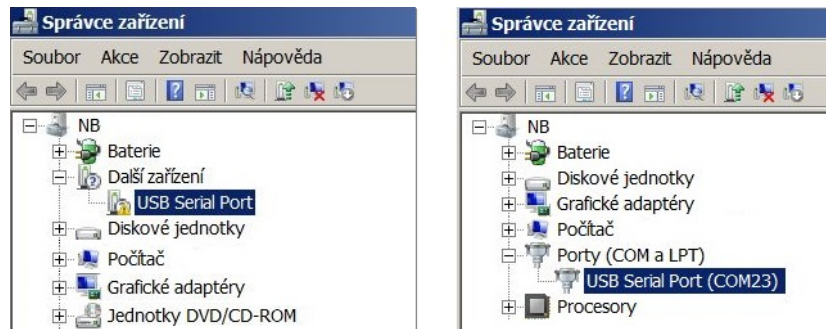 Správce zařízení
Soubor Akce Zobrazit Nápověda
NB
Baterie
Další zařízení
USB Serial Port
Diskové jednotky
Počítač
Grafické adaptéry
Jednotky DVD/CD-ROM
Správce zařízení
Soubor Akce Zobrazit Nápověda
NB
Baterie
Diskové jednotky
Grafické adaptéry
Počítač
Porty (COM a LPT)
USB Serial Port (COM23)
Procesory